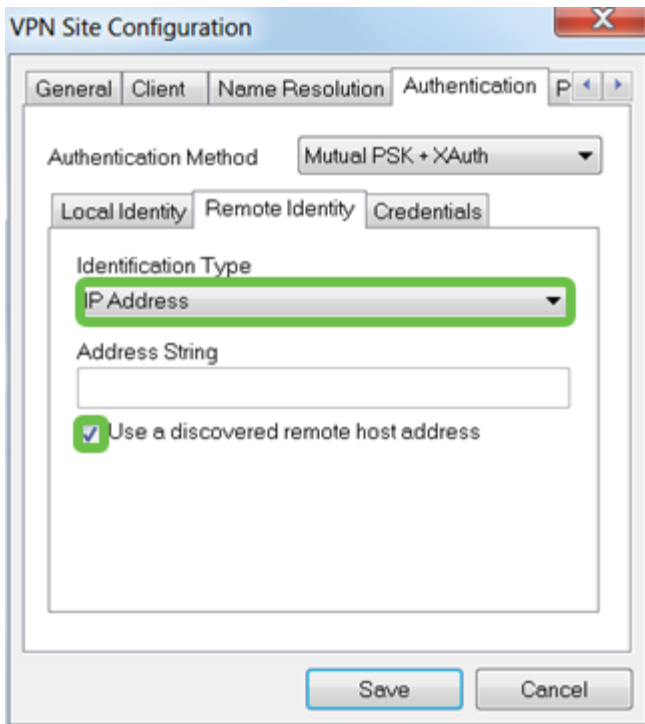 VPN Site Configuration
General Client Name Resolution Authentication P
Authentication Method Mutual PSK + XAuth
Local Identity Remote Identity Credentials
Identification Type
IP Address
Address String
Use a discovered remote host address
Save Cancel